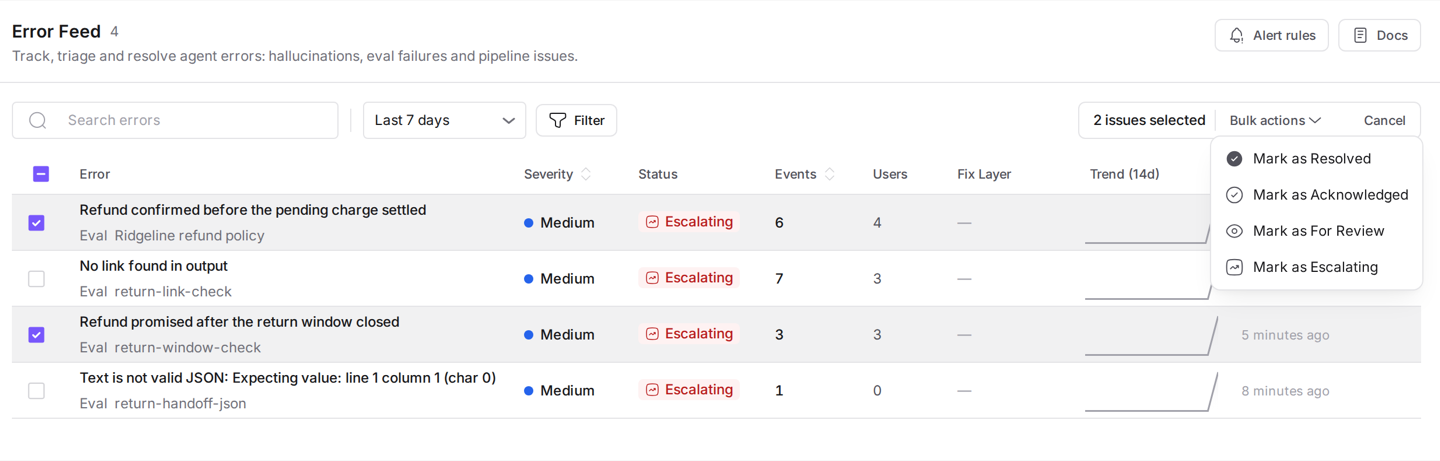 Error Feed 4
Alert rules
Docs
Track, triage and resolve agent errors: hallucinations, eval failures and pipeline issues.
Search errors
Last 7 days
Filter
2 issues selected
Bulk actions
Cancel
Mark as Resolved
Mark as Acknowledged
Mark as For Review
Mark as Escalating
Error Severity Status Events Users Fix Layer Trend (14d)
Refund confirmed before the pending charge settled
Eval Ridgeline refund policy
Medium Escalating 6 4 —
No link found in output
Eval return-link-check
Medium Escalating 7 3 —
Refund promised after the return window closed
Eval return-window-check
Medium Escalating 3 3 — 5 minutes ago
Text is not valid JSON: Expecting value: line 1 column 1 (char 0)
Eval return-handoff-json
Medium Escalating 1 0 — 8 minutes ago